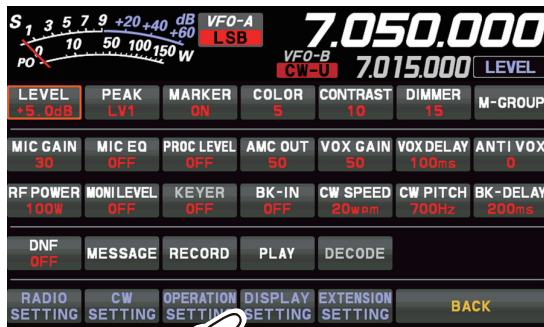 S 1 3 5 7 9 +20 +40 +60 dB
PO 0 10 50 100 150 W
VFO-A
LSB
7.050.000
VFO-B
CW-U
7.015.000
LEVEL
LEVEL PEAK MARKER COLOR CONTRAST DIMMER M-GROUP
+5.0dB LV1 ON 5 10 15
MIC GAIN MIC EQ PROC LEVEL AMC OUT VOX GAIN VOX DELAY ANTI VOX
30 OFF OFF 50 50 100ms 0
RF POWER MONI LEVEL KEYER BK-IN CW SPEED CW PITCH BK-DELAY
100W OFF OFF OFF 20wpm 700Hz 200ms
DNF MESSAGE RECORD PLAY DECODE
OFF
RADIO CW OPERATION DISPLAY EXTENSION BACK
SETTING SETTING SETTING SETTING SETTING